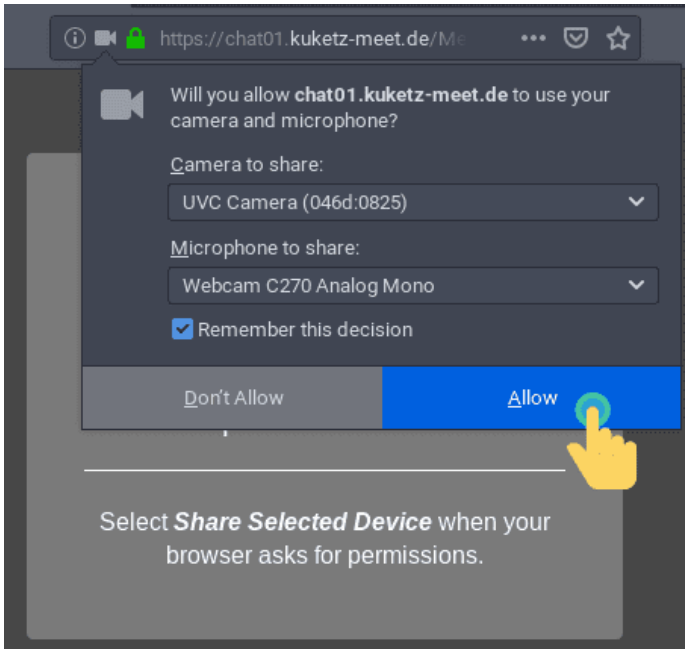 https://chat01.kuketz-meet.de/Me
Will you allow chat01.kuketz-meet.de to use your
camera and microphone?
Camera to share:
UVC Camera (046d:0825)
Microphone to share:
Webcam C270 Analog Mono
Remember this decision
Don't Allow
Allow
Select Share Selected Device when your
browser asks for permissions.